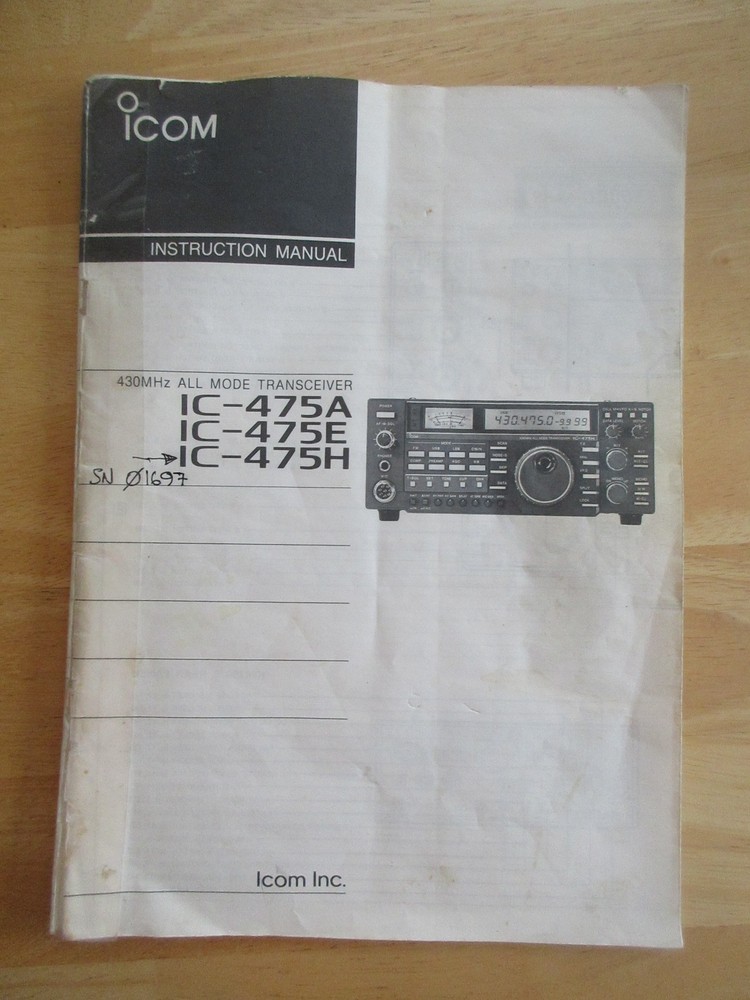 ICOM
INSTRUCTION MANUAL
430MHz ALL MODE TRANSCEIVER
IC-475A
IC-475E
IC-475H
SN Ø1697
430.475.0 -99 99
Icom Inc.